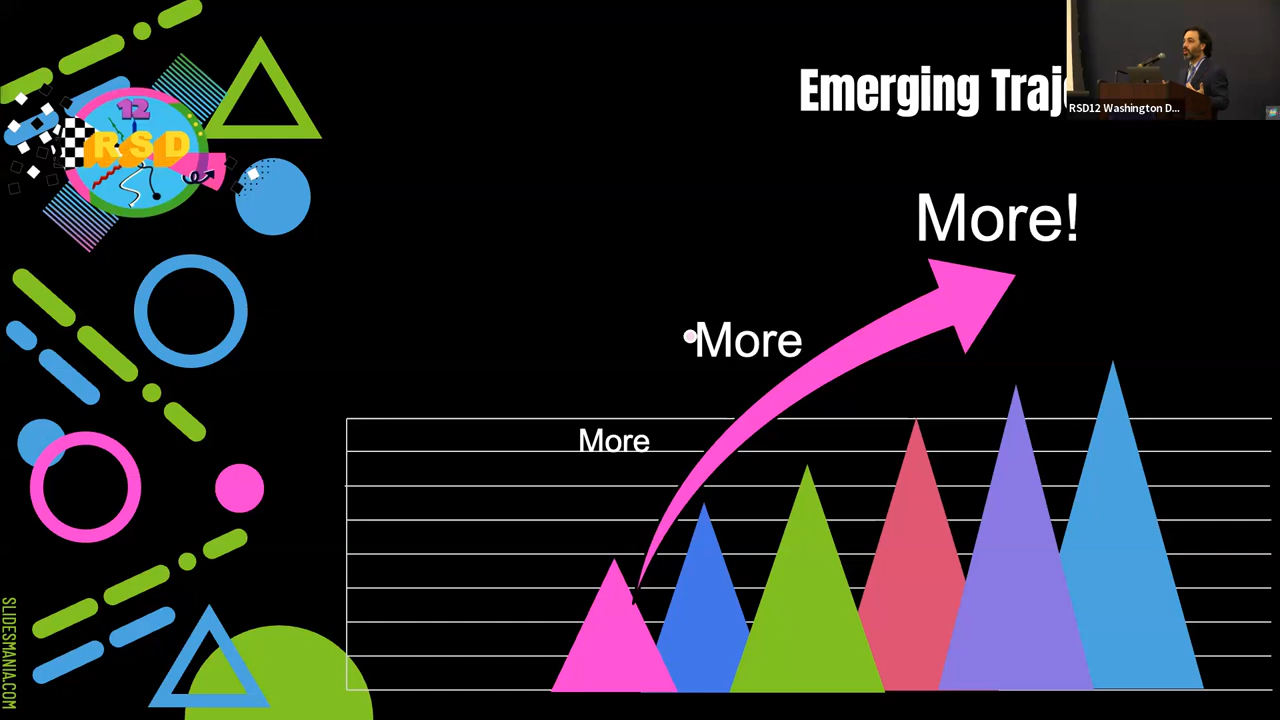 12
RSD
Emerging Traj
RSD12 Washington D...
More!
More
More
SLIDESMANIA.COM